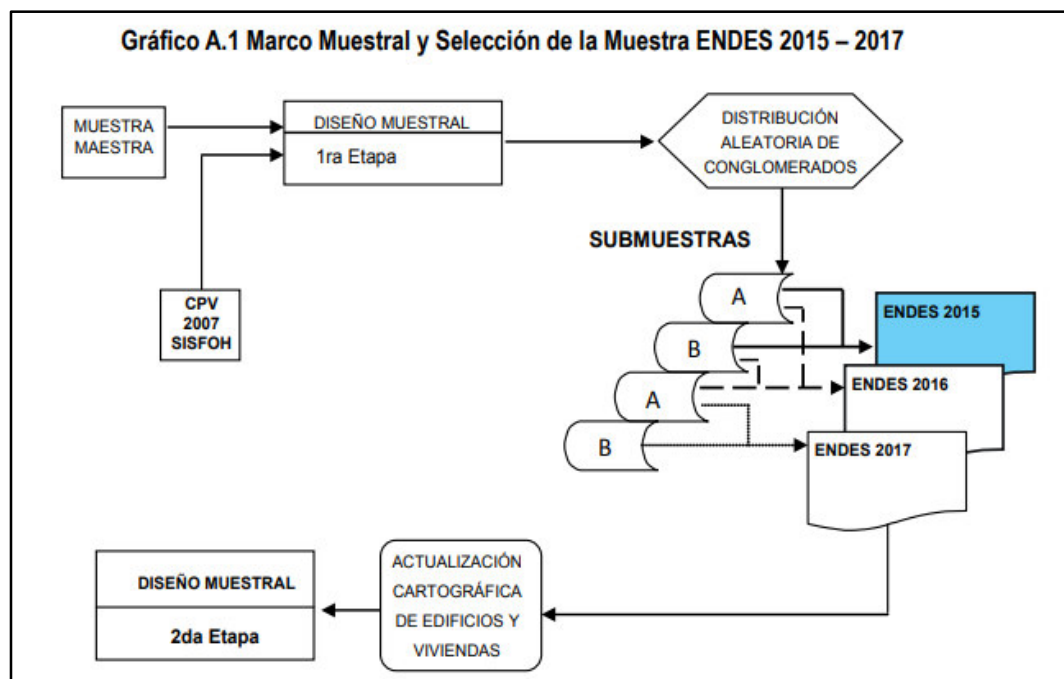 Gráfico A.1 Marco Muestral y Selección de la Muestra ENDES 2015 – 2017
MUESTRA
MAESTRA
DISEÑO MUESTRAL
1ra Etapa
DISTRIBUCIÓN
ALEATORIA DE
CONGLOMERADOS
CPV
2007
SISFOH
SUBMUESTRAS
A
B
A
B
ENDES 2015
ENDES 2016
ENDES 2017
DISEÑO MUESTRAL
2da Etapa
ACTUALIZACIÓN
CARTOGRÁFICA
DE EDIFICIOS Y
VIVIENDAS